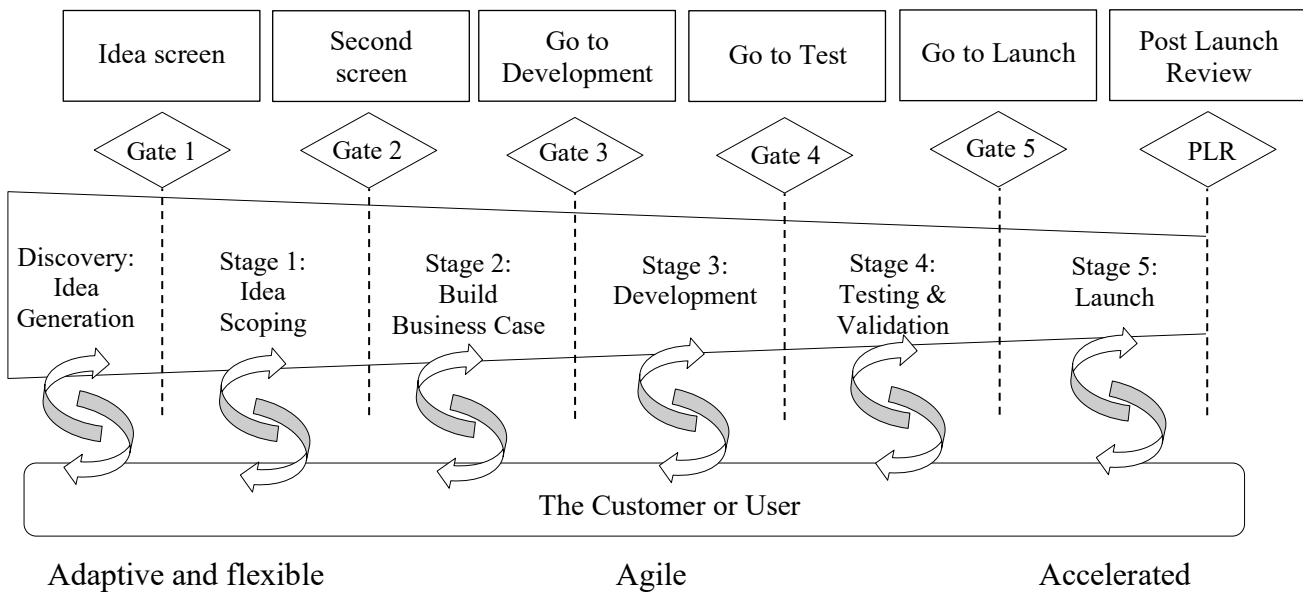 Idea screen
Second
screen
Go to
Development
Go to Test
Go to Launch
Post Launch
Review
Gate 1
Gate 2
Gate 3
Gate 4
Gate 5
PLR
Discovery:
Idea
Generation
Stage 1:
Idea
Scoping
Stage 2:
Build
Business Case
Stage 3:
Development
Stage 4:
Testing &
Validation
Stage 5:
Launch
The Customer or User
Adaptive and flexible
Agile
Accelerated